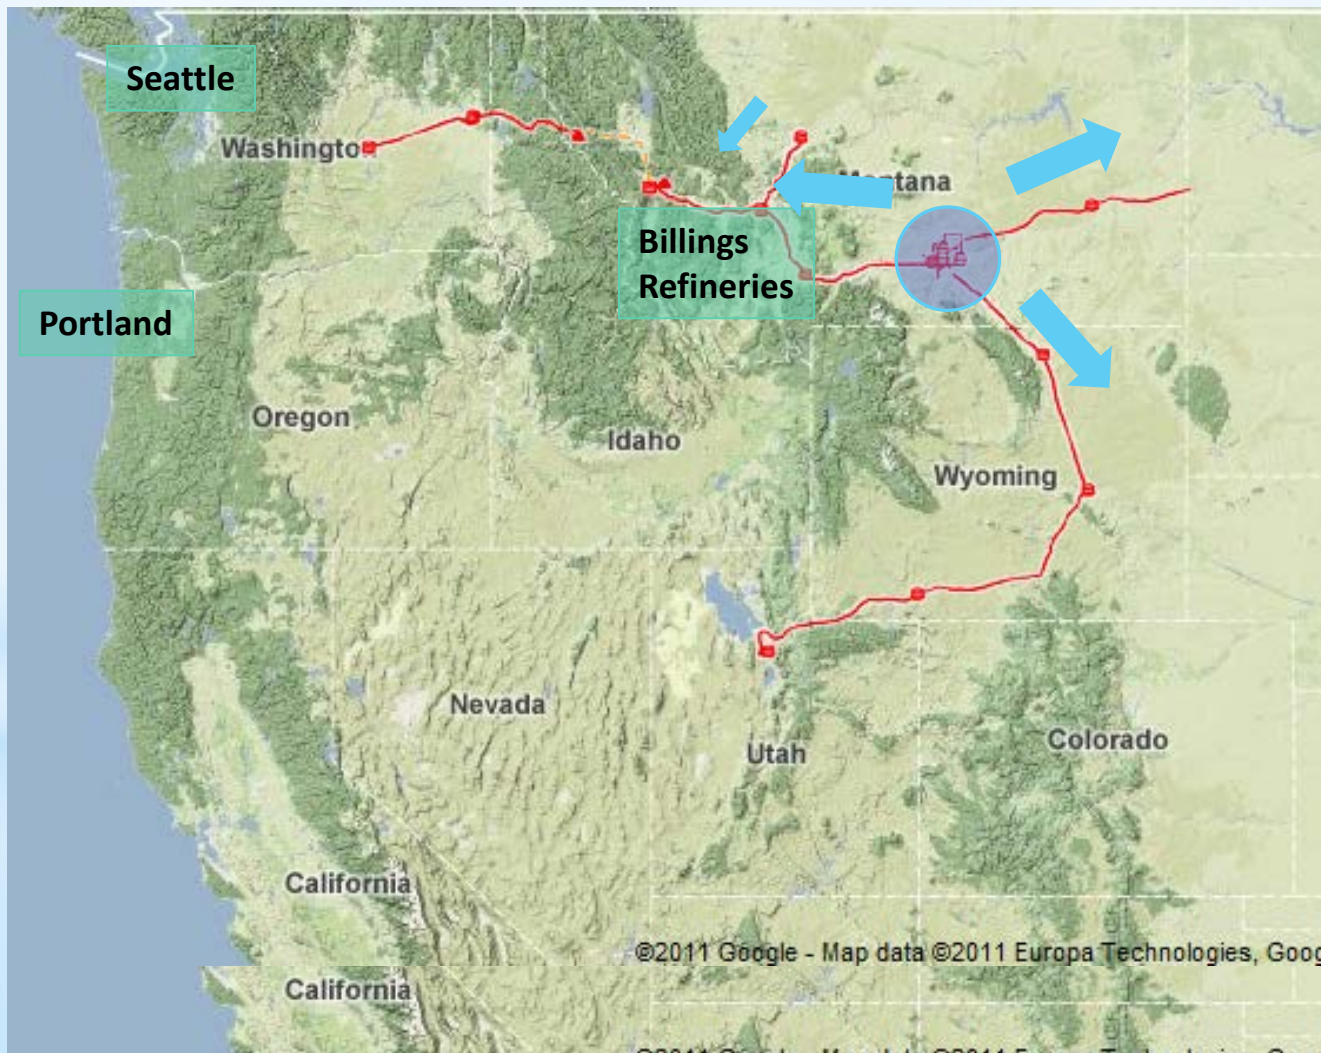 Seattle
Washington
Montana
Billings
Refineries
Portland
Oregon
Idaho
Wyoming
Nevada
Utah
Colorado
California
©2011 Google - Map data ©2011 Europa Technologies, Goog
California